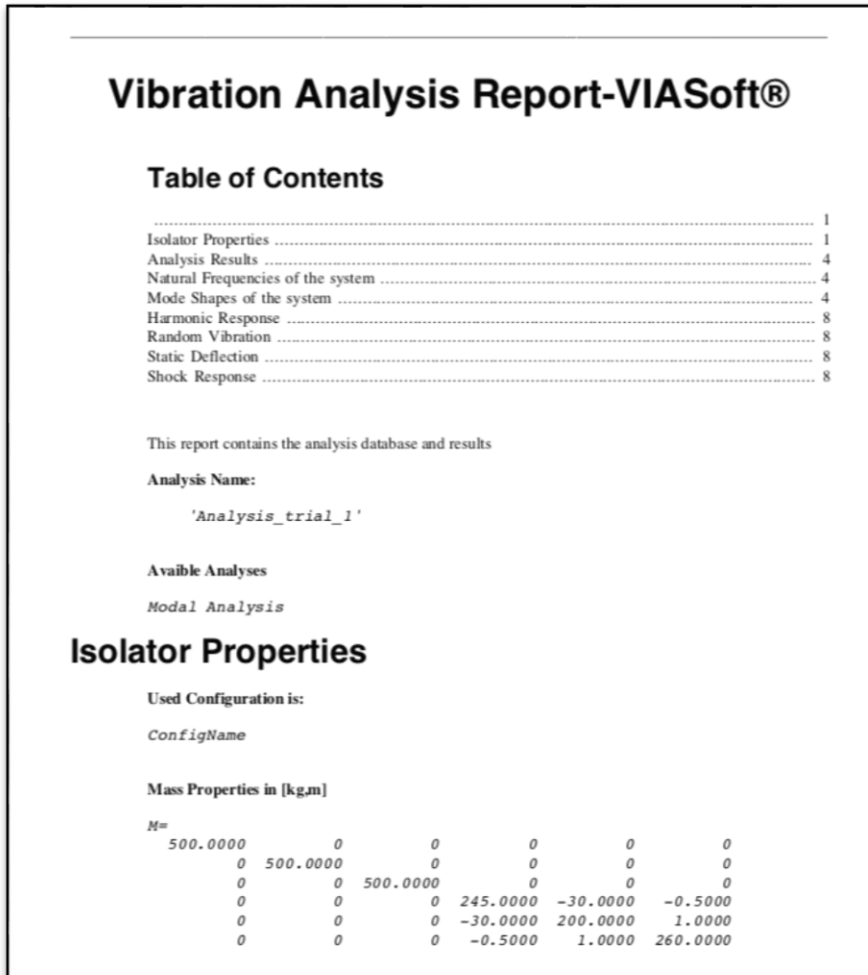 Vibration Analysis Report-VIASoft®
Table of Contents
........................................................................ 1
Isolator Properties ........................................................................ 1
Analysis Results ........................................................................ 4
Natural Frequencies of the system ........................................................................ 4
Mode Shapes of the system ........................................................................ 4
Harmonic Response ........................................................................ 8
Random Vibration ........................................................................ 8
Static Deflection ........................................................................ 8
Shock Response ........................................................................ 8
This report contains the analysis database and results
Analysis Name:
'Analysis_trial_1'
Avaible Analyses
Modal Analysis
Isolator Properties
Used Configuration is:
ConfigName
Mass Properties in [kg,m]
M=
500.0000 0 0 0 0 0
0 500.0000 0 0 0 0
0 0 500.0000 0 0 0
0 0 0 245.0000 -30.0000 -0.5000
0 0 0 -30.0000 200.0000 1.0000
0 0 0 -0.5000 1.0000 260.0000